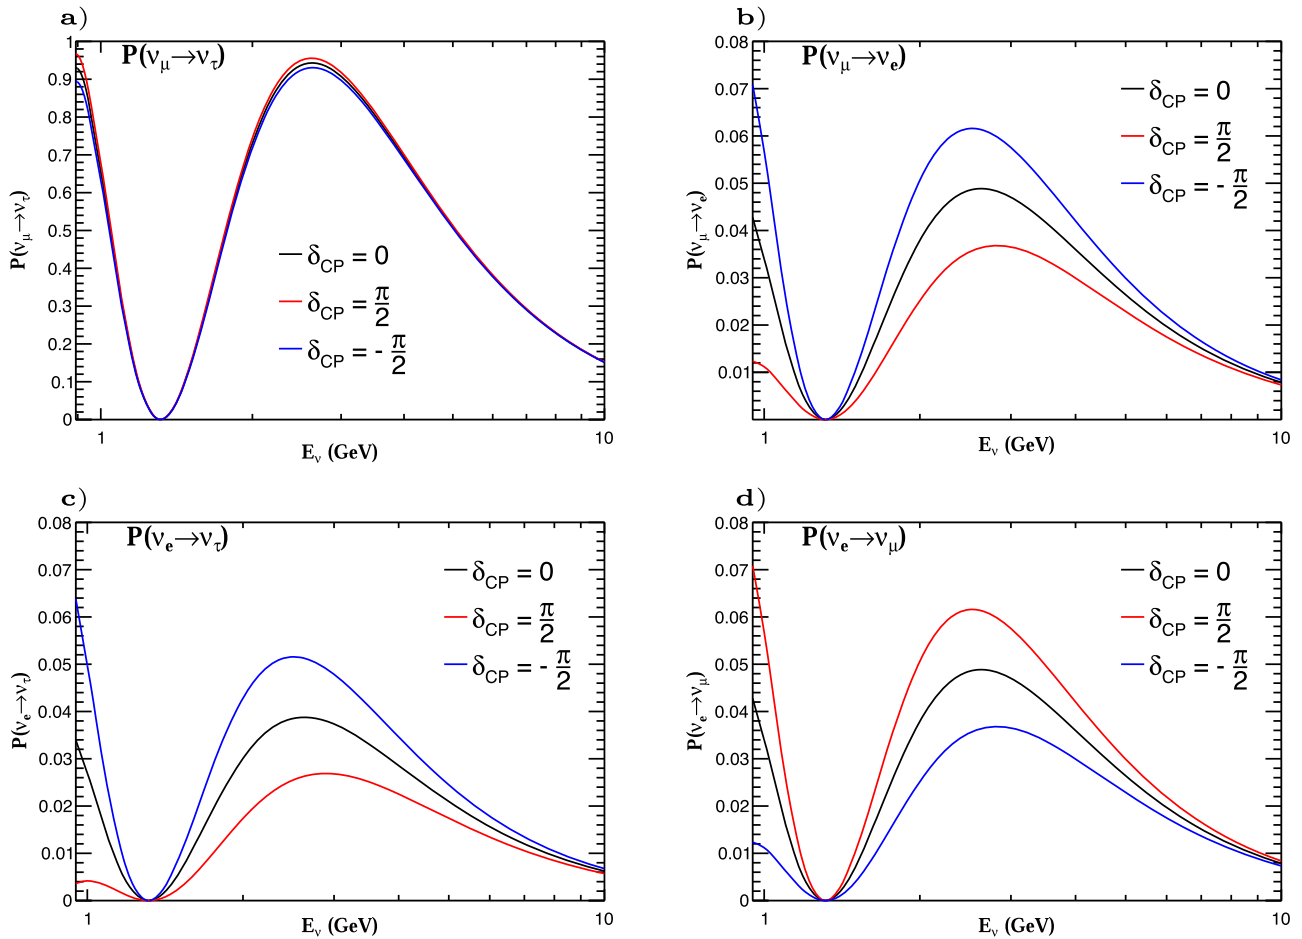 a)
P(νμ→ντ)
1
0.9
0.8
0.7
0.6
0.5
0.4
0.3
0.2
0.1
0
P(νμ→ντ)
δCP = 0
δCP = π/2
δCP = - π/2
1
10
Eν (GeV)
b)
P(νμ→νe)
0.08
0.07
0.06
0.05
0.04
0.03
0.02
0.01
P(νμ→νe)
δCP = 0
δCP = π/2
δCP = - π/2
1
10
Eν (GeV)
c)
P(νe→ντ)
0.08
0.07
0.06
0.05
0.04
0.03
0.02
0.01
0
P(νe→ντ)
δCP = 0
δCP = π/2
δCP = - π/2
1
10
Eν (GeV)
d)
P(νe→νμ)
0.08
0.07
0.06
0.05
0.04
0.03
0.02
0.01
0
P(νe→νμ)
δCP = 0
δCP = π/2
δCP = - π/2
1
10
Eν (GeV)